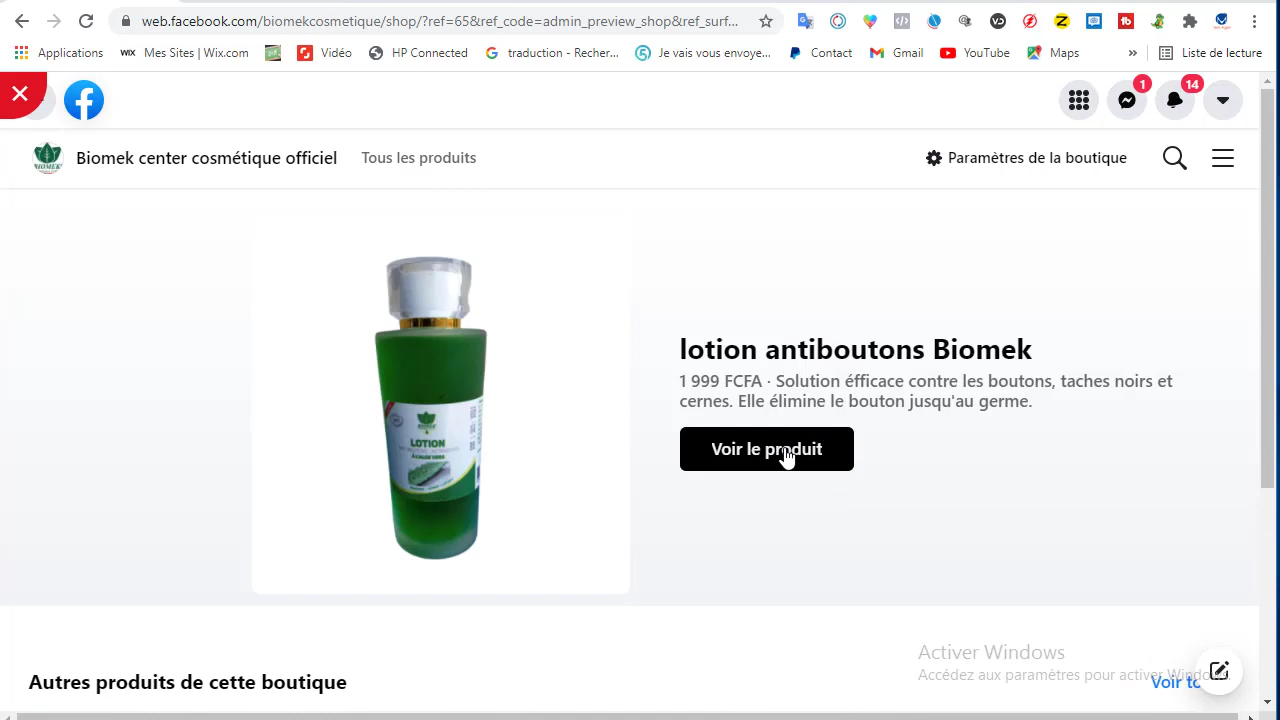 web.facebook.com/biomekcosmetique/shop/?ref=65&ref_code=admin_preview_shop&ref_surf...
Applications
WIX Mes Sites | Wix.com
Vidéo
HP Connected
traduction - Recher...
Je vais vous envoye...
Contact
Gmail
YouTube
Maps
»
Liste de lecture
1
14
Biomek center cosmétique officiel
Tous les produits
Paramètres de la boutique
BIOMEK
LOTION
lotion antiboutons Biomek
1 999 FCFA · Solution éfficace contre les boutons, taches noirs et
cernes. Elle élimine le bouton jusqu'au germe.
Voir le produit
Activer Windows
Accédez aux paramètres pour activer Windows.
Autres produits de cette boutique
Voir to